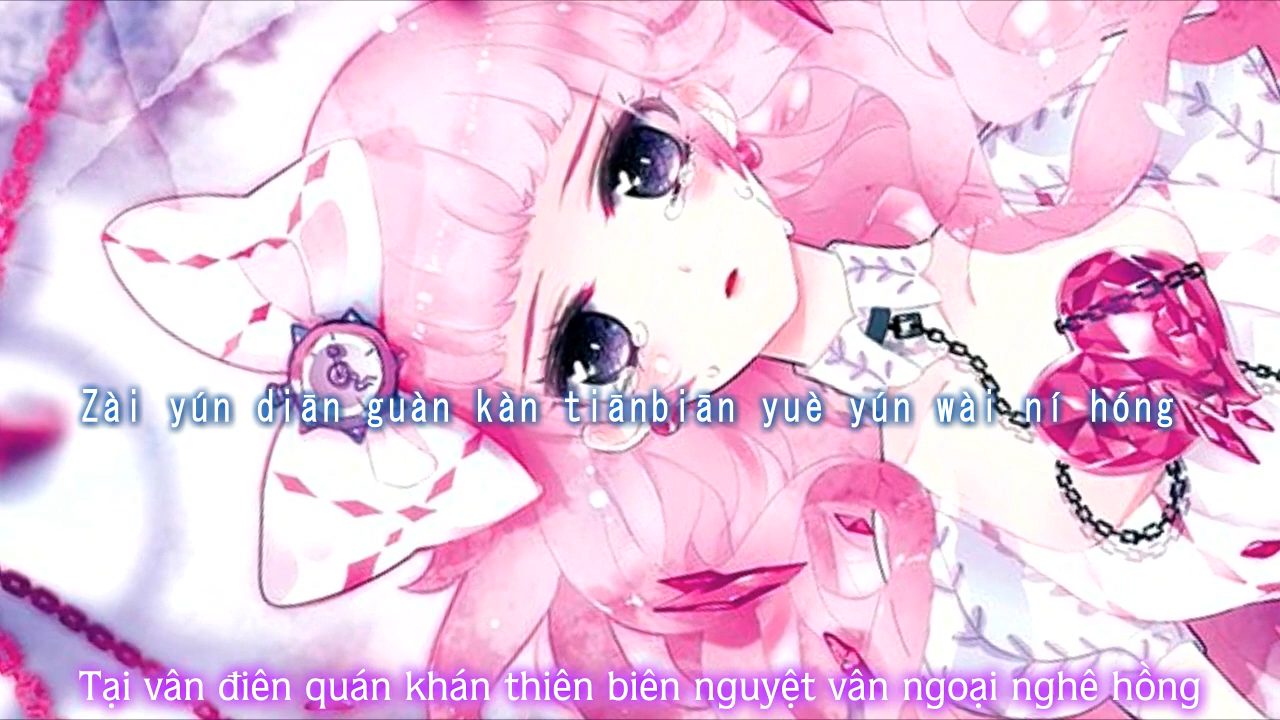 Zài yún diān guàn kàn tiānbiān yuè yún wài ní hóng
Tại vân điên quán khán thiên biên nguyệt vân ngoại nghê hồng